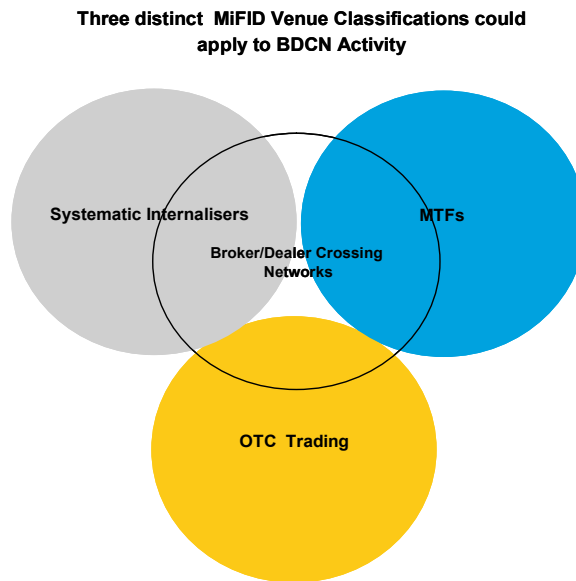 Three distinct MiFID Venue Classifications could
apply to BDCN Activity
Systematic Internalisers
MTFs
Broker/Dealer Crossing
Networks
OTC Trading